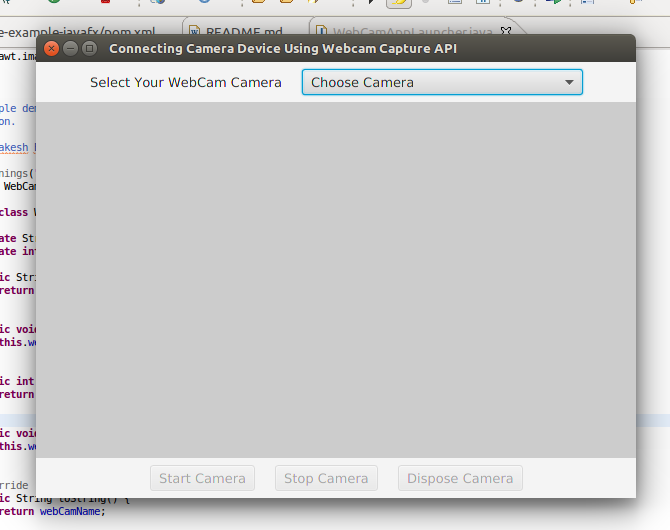 e-example-javafx/pom.xml README.md WebCamAppLauncher.java
Connecting Camera Device Using Webcam Capture API
awt.ima
Select Your WebCam Camera Choose Camera
ple de
on.
akesh
nings(
WebCam
class
ate St
ate int
ic Stri
return
ic void
this.we
ic int
return
ic void
this.we
Start Camera Stop Camera Dispose Camera
rride
ic String toString() {
return webCamName;